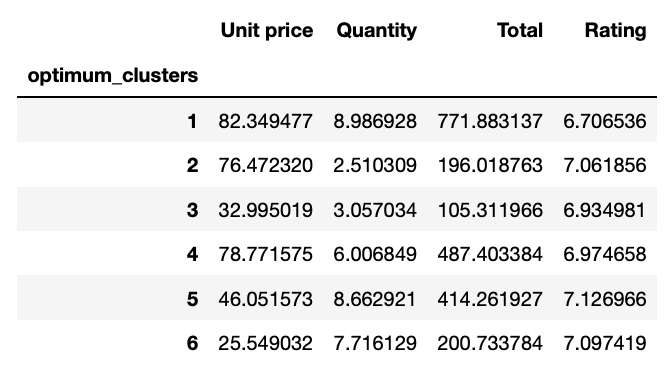 Unit price Quantity Total Rating
optimum_clusters
1 82.349477 8.986928 771.883137 6.706536
2 76.472320 2.510309 196.018763 7.061856
3 32.995019 3.057034 105.311966 6.934981
4 78.771575 6.006849 487.403384 6.974658
5 46.051573 8.662921 414.261927 7.126966
6 25.549032 7.716129 200.733784 7.097419